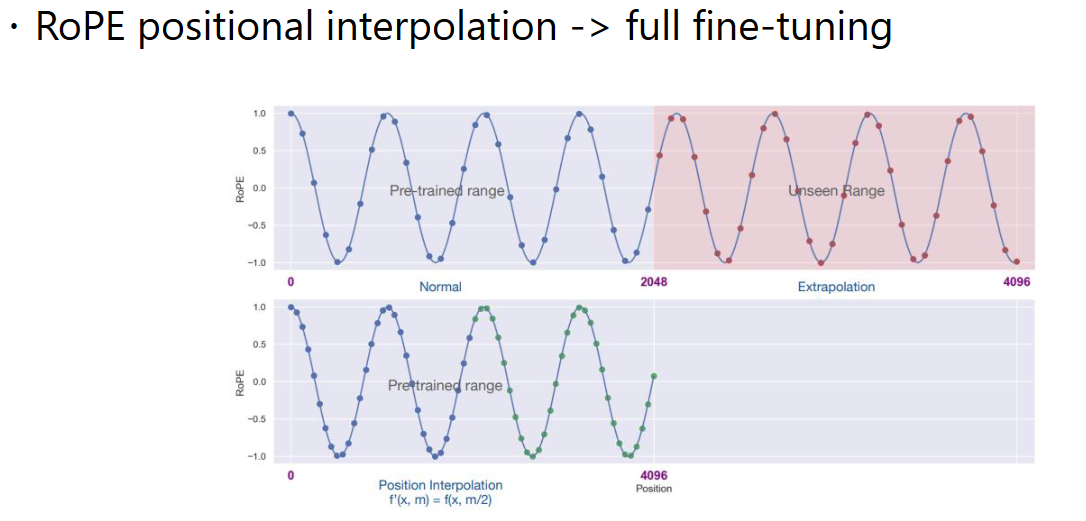 · RoPE positional interpolation -> full fine-tuning
1.0
0.5
0.0
−0.5
−1.0
RoPE
Pre-trained range
Unseen Range
0
2048
4096
Normal
Extrapolation
1.0
0.5
0.0
−0.5
−1.0
RoPE
Pre-trained range
0
4096
Position Interpolation
Position
f'(x, m) = f(x, m/2)